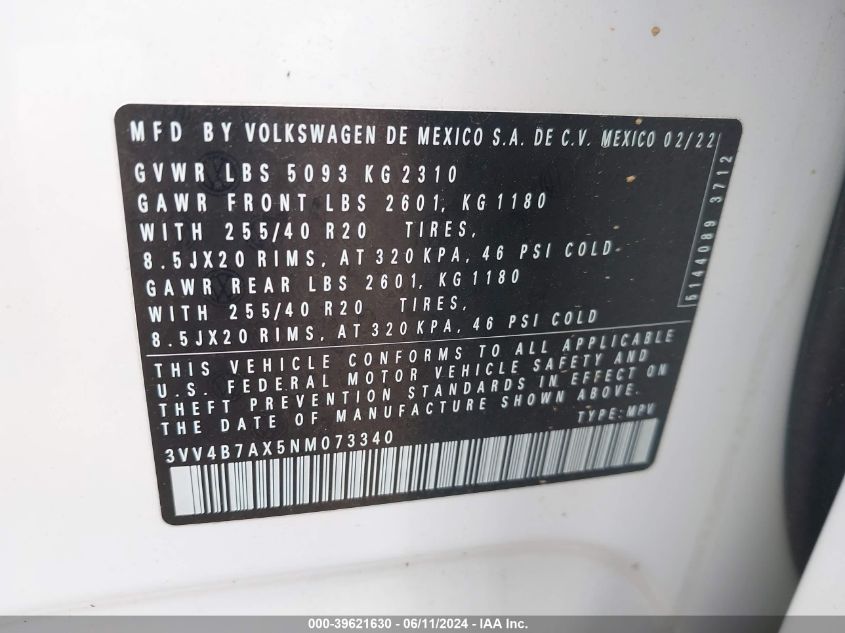 MFD BY VOLKSWAGEN DE MEXICO S.A. DE C.V. MEXICO 02/22
GVWR LBS 5093 KG 2310
GAWR FRONT LBS 2601, KG 1180
WITH 255/40 R20 TIRES,
8.5JX20 RIMS, AT 320 KPA, 46 PSI COLD
GAWR REAR LBS 2601, KG 1180
WITH 255/40 R20 TIRES,
8.5JX20 RIMS, AT 320 KPA, 46 PSI COLD
5144089 3712
THIS VEHICLE CONFORMS TO ALL APPLICABLE
U.S. FEDERAL MOTOR VEHICLE SAFETY AND
THEFT PREVENTION STANDARDS IN EFFECT ON
THE DATE OF MANUFACTURE SHOWN ABOVE.
TYPE: MPV
3VV4B7AX5NM073340
000-39621630 - 06/11/2024 - IAA Inc.